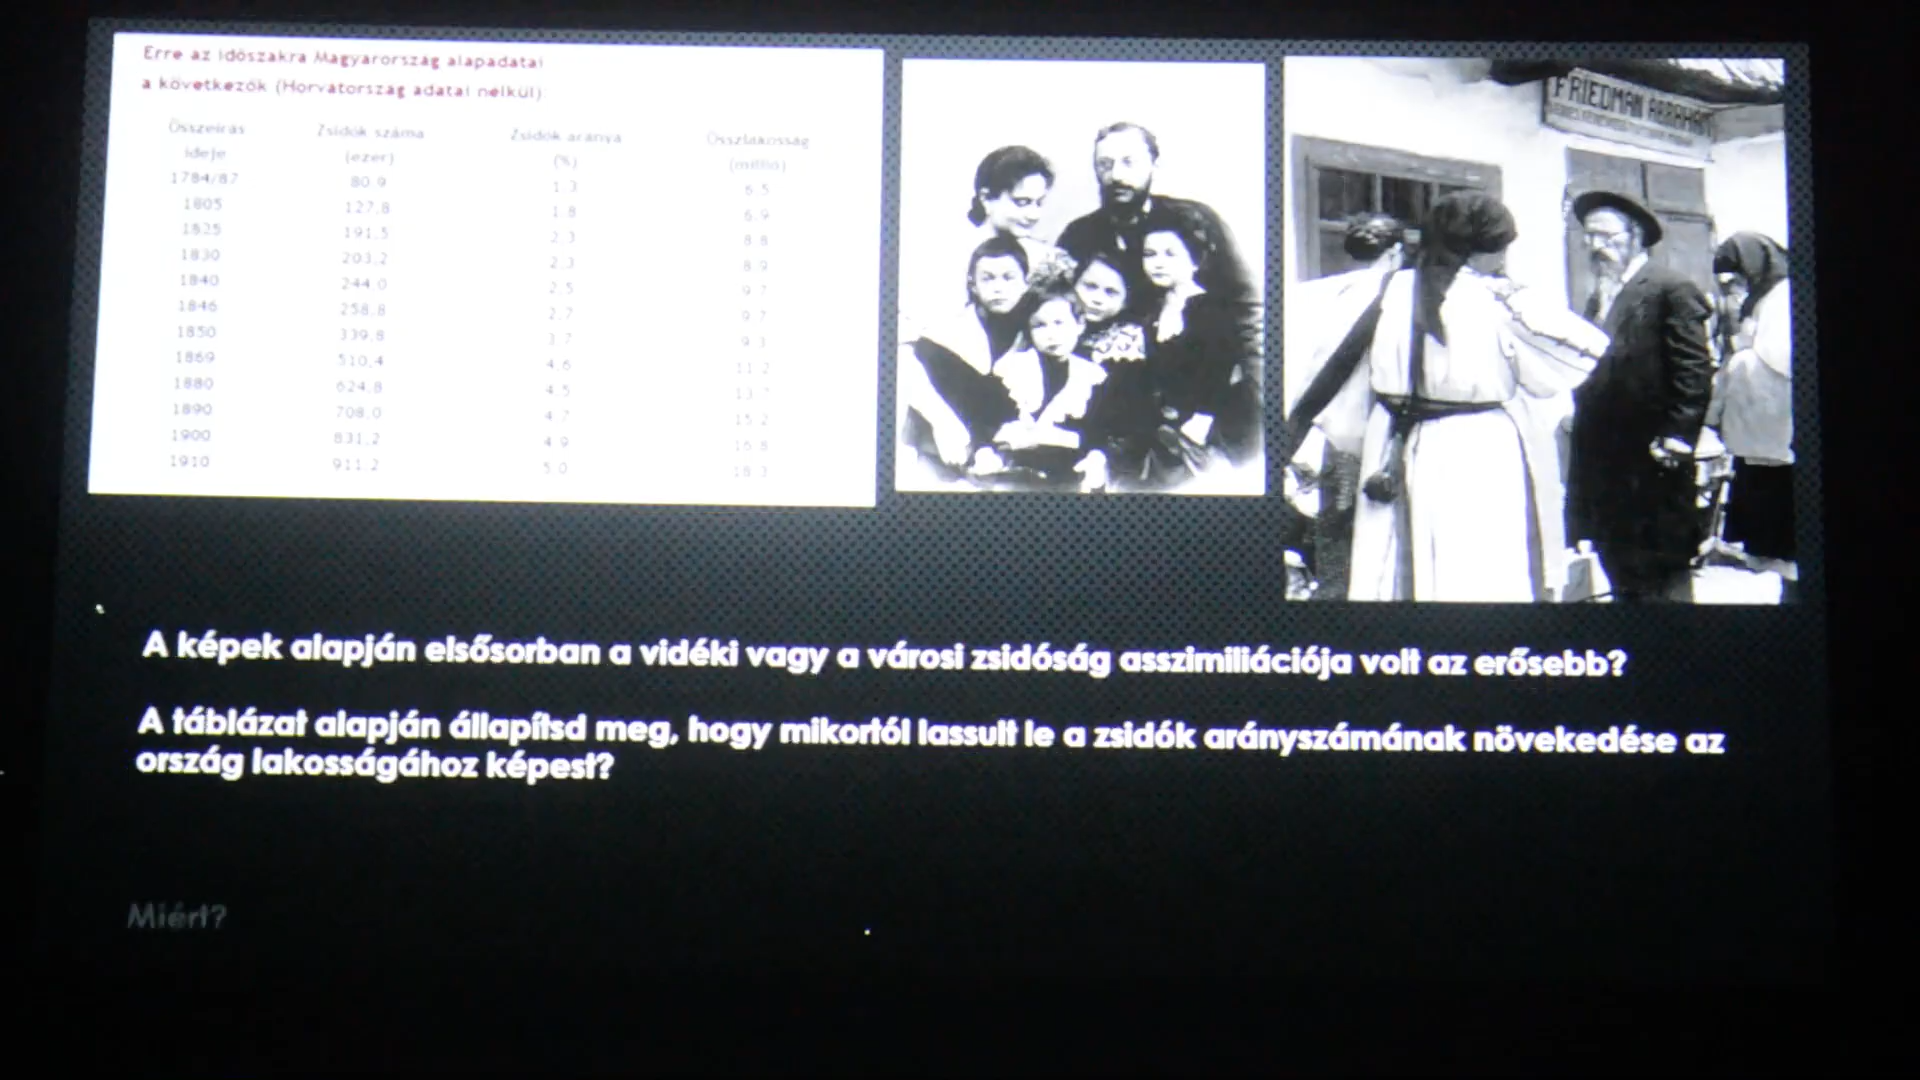 Erre az időszakra Magyarország alapadatai
a következők (Horvátország adatai nélkül):
Összeírás ideje Zsidók száma (ezer) Zsidók aránya (%) Összlakosság (millió)
1784/87 80,9 1,3 6,5
1805 127,8 1,8 6,9
1825 191,5 2,3 8,8
1830 203,2 2,3 8,9
1840 244,0 2,5 9,7
1846 258,8 2,7 9,7
1850 339,8 3,7 9,3
1869 510,4 4,6 11,2
1880 624,8 4,5
1890 708,0 4,7 15,2
1900 831,2 4,9 16,8
1910 911,2 5,0 18,3
FRIEDMAN ABRAHAM
A képek alapján elsősorban a vidéki vagy a városi zsidóság asszimiliációja volt az erősebb?
A táblázat alapján állapítsd meg, hogy mikortól lassult le a zsidók arányszámának növekedése az
ország lakosságához képest?
Miért?